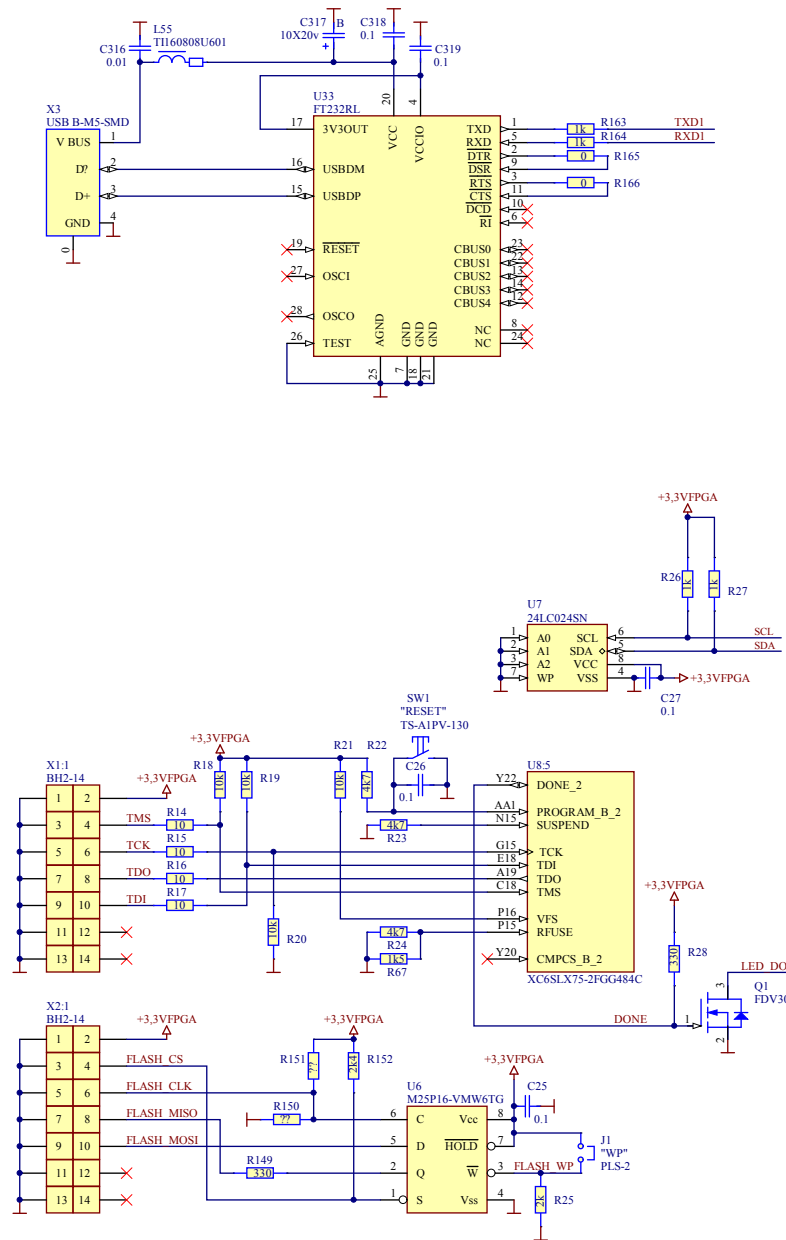 C316
0.01
L55
TI160808U601
C317
10X20v
B
+
C318
0.1
C319
0.1
X3
USB B-M5-SMD
V BUS
1
D?
2
D+
3
GND
4
0
U33
FT232RL
20
4
VCC
VCCIO
17
3V3OUT
16
USBDM
15
USBDP
19
RESET
27
OSCI
28
OSCO
26
TEST
AGND
GND
GND
GND
25
7
18
21
TXD
1
RXD
5
DTR
2
DSR
9
RTS
3
CTS
11
DCD
10
RI
6
CBUS0
23
CBUS1
22
CBUS2
13
CBUS3
14
CBUS4
12
NC
8
NC
24
1k
R163
TXD1
1k
R164
RXD1
0
R165
0
R166
+3,3VFPGA
R26
1k
1k
R27
U7
24LC024SN
1
A0
SCL
6
SCL
2
A1
SDA
5
SDA
3
A2
VCC
8
7
WP
VSS
4
+3,3VFPGA
C27
0.1
SW1
"RESET"
TS-A1PV-130
C26
0.1
+3,3VFPGA
R18
10k
10k
R19
R21
10k
R22
4k7
X1:1
BH2-14
+3,3VFPGA
1
2
3
4
TMS
R14
10
5
6
TCK
R15
10
7
8
TDO
R16
10
9
10
TDI
R17
10
11
12
13
14
10k
R20
4k7
R23
4k7
R24
1k5
R67
U8:5
Y22
DONE_2
AA1
PROGRAM_B_2
N15
SUSPEND
G15
TCK
E18
TDI
A19
TDO
C18
TMS
P16
VFS
P15
RFUSE
Y20
CMPCS_B_2
XC6SLX75-2FGG484C
+3,3VFPGA
330
R28
DONE
1
3
2
LED_DO
Q1
FDV30
X2:1
BH2-14
+3,3VFPGA
1
2
3
4
FLASH_CS
5
6
FLASH_CLK
7
8
FLASH_MISO
9
10
FLASH_MOSI
11
12
13
14
+3,3VFPGA
R151
??
2k4
R152
R150
??
R149
330
U6
M25P16-VMW6TG
6
C
Vcc
8
5
D
HOLD
7
2
Q
W
3
1
S
Vss
4
+3,3VFPGA
C25
0.1
FLASH_WP
J1
"WP"
PLS-2
2k
R25